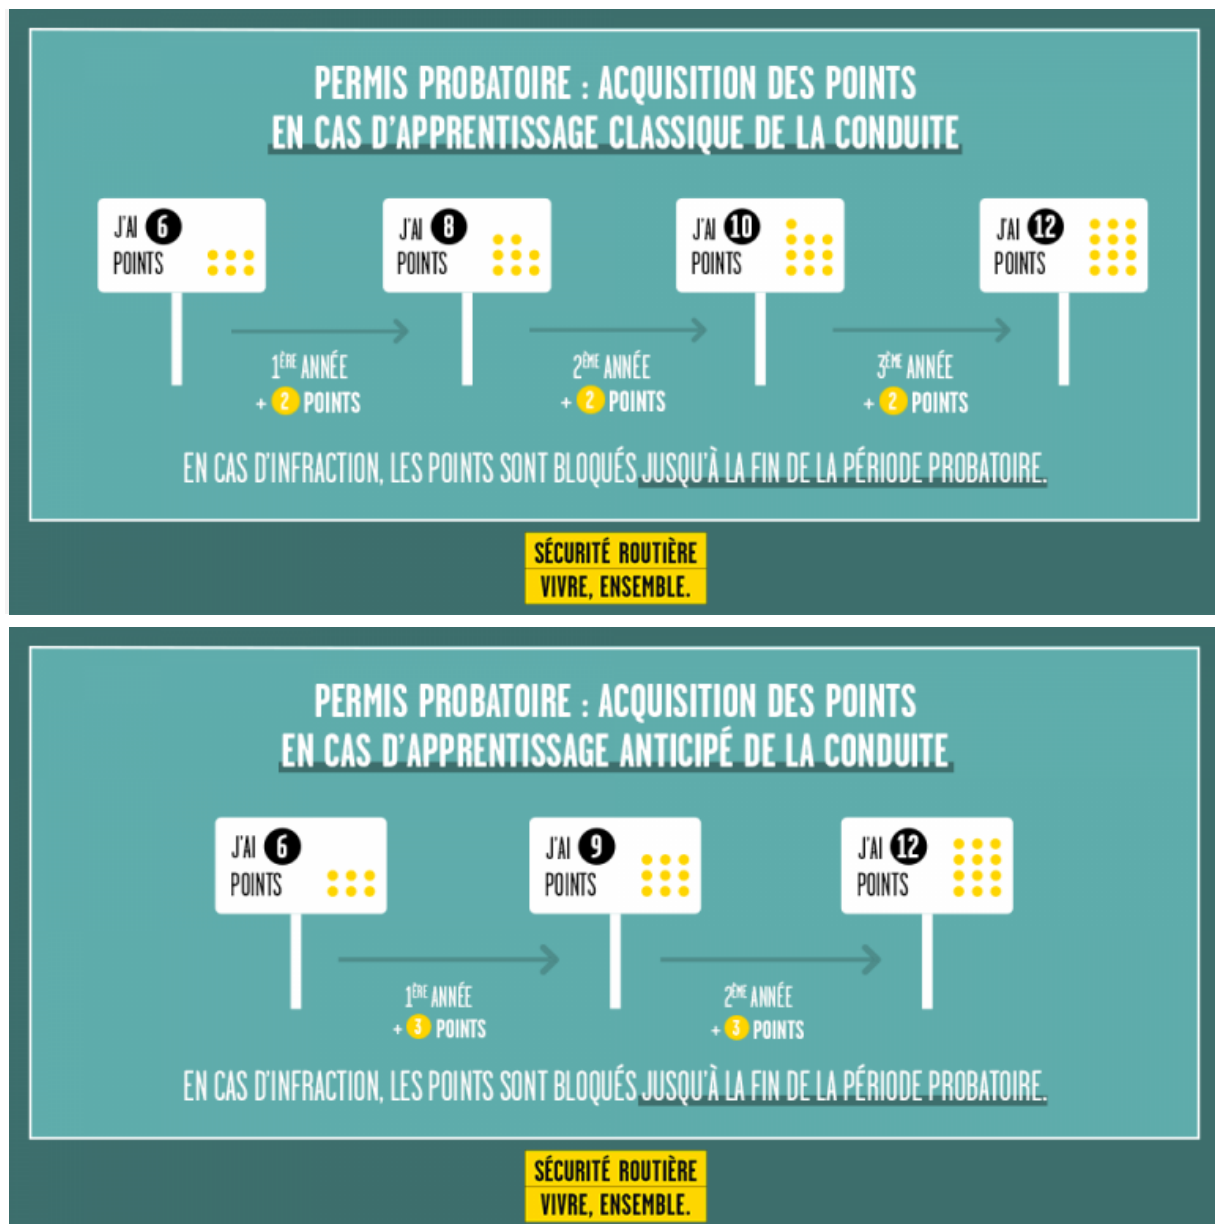 PERMIS PROBATOIRE : ACQUISITION DES POINTS
EN CAS D'APPRENTISSAGE CLASSIQUE DE LA CONDUITE
J'AI 6
POINTS
J'AI 8
POINTS
J'AI 10
POINTS
J'AI 12
POINTS
1ÈRE ANNÉE
+ 2 POINTS
2ÈME ANNÉE
+ 2 POINTS
3ÈME ANNÉE
+ 2 POINTS
EN CAS D'INFRACTION, LES POINTS SONT BLOQUÉS JUSQU'À LA FIN DE LA PÉRIODE PROBATOIRE.
SÉCURITÉ ROUTIÈRE
VIVRE, ENSEMBLE.
PERMIS PROBATOIRE : ACQUISITION DES POINTS
EN CAS D'APPRENTISSAGE ANTICIPÉ DE LA CONDUITE
J'AI 6
POINTS
J'AI 9
POINTS
J'AI 12
POINTS
1ÈRE ANNÉE
+ 3 POINTS
2ÈME ANNÉE
+ 3 POINTS
EN CAS D'INFRACTION, LES POINTS SONT BLOQUÉS JUSQU'À LA FIN DE LA PÉRIODE PROBATOIRE.
SÉCURITÉ ROUTIÈRE
VIVRE, ENSEMBLE.